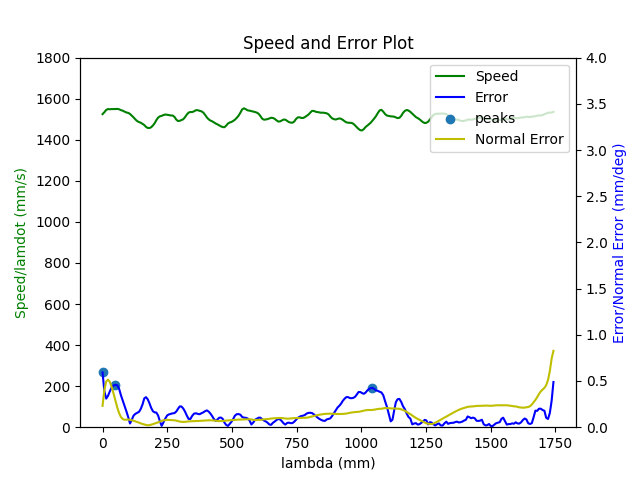 Speed and Error Plot
1800
1600
1400
1200
1000
800
600
400
200
0
Speed/lamdot (mm/s)
4.0
3.5
3.0
2.5
2.0
1.5
1.0
0.5
0.0
Error/Normal Error (mm/deg)
Speed
Error
peaks
Normal Error
0 250 500 750 1000 1250 1500 1750
lambda (mm)